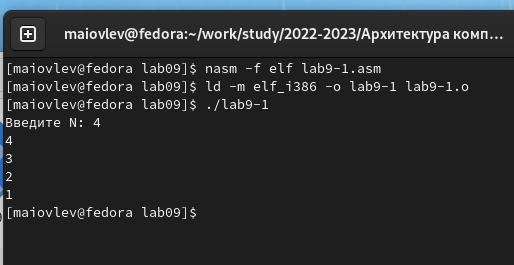 maiovlev@fedora:~/work/study/2022-2023/Архитектура комп...
[maiovlev@fedora lab09]$ nasm -f elf lab9-1.asm
[maiovlev@fedora lab09]$ ld -m elf_i386 -o lab9-1 lab9-1.o
[maiovlev@fedora lab09]$ ./lab9-1
Введите N: 4
4
3
2
1
[maiovlev@fedora lab09]$